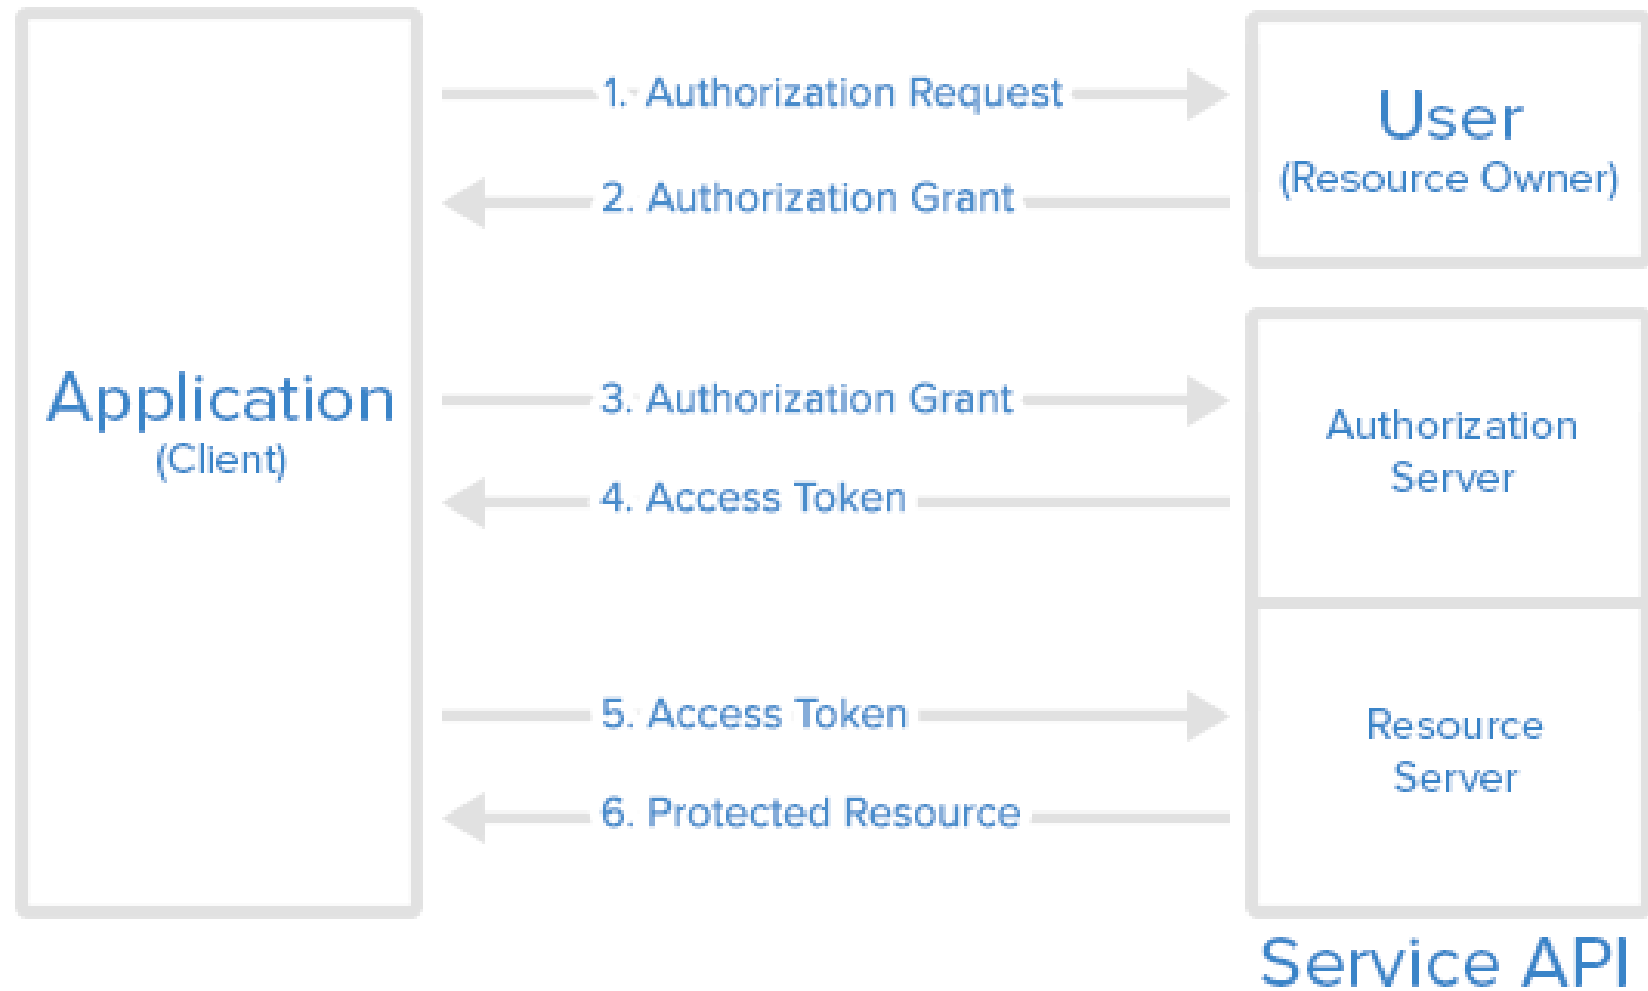 1. Authorization Request
User
(Resource Owner)
2. Authorization Grant
Application
(Client)
3. Authorization Grant
Authorization
Server
4. Access Token
5. Access Token
Resource
Server
6. Protected Resource
Service API